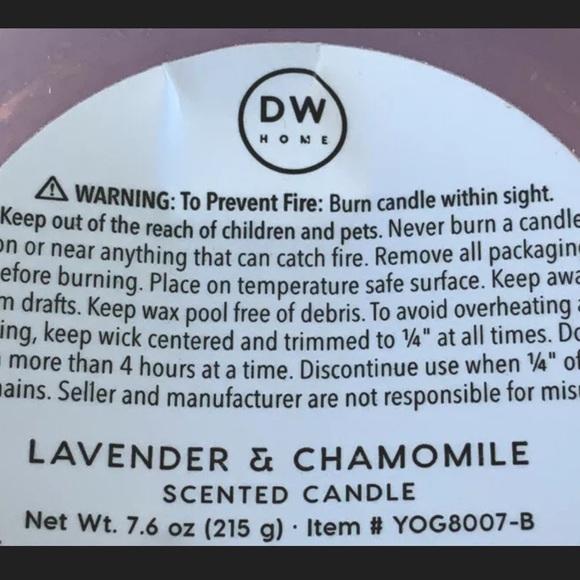 DW
HOME
WARNING: To Prevent Fire: Burn candle within sight.
Keep out of the reach of children and pets. Never burn a candle
on or near anything that can catch fire. Remove all packagin
efore burning. Place on temperature safe surface. Keep awa
m drafts. Keep wax pool free of debris. To avoid overheating
ing, keep wick centered and trimmed to ¼" at all times. Do
more than 4 hours at a time. Discontinue use when ¼" of
ains. Seller and manufacturer are not responsible for mis
LAVENDER & CHAMOMILE
SCENTED CANDLE
Net Wt. 7.6 oz (215 g) · Item # YOG8007-B